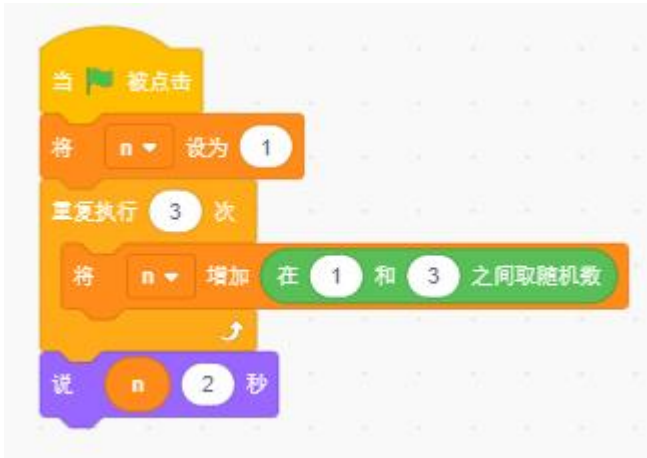 当 被点击
将 n 设为 1
重复执行 3 次
将 n 增加 在 1 和 3 之间取随机数
说 n 2 秒